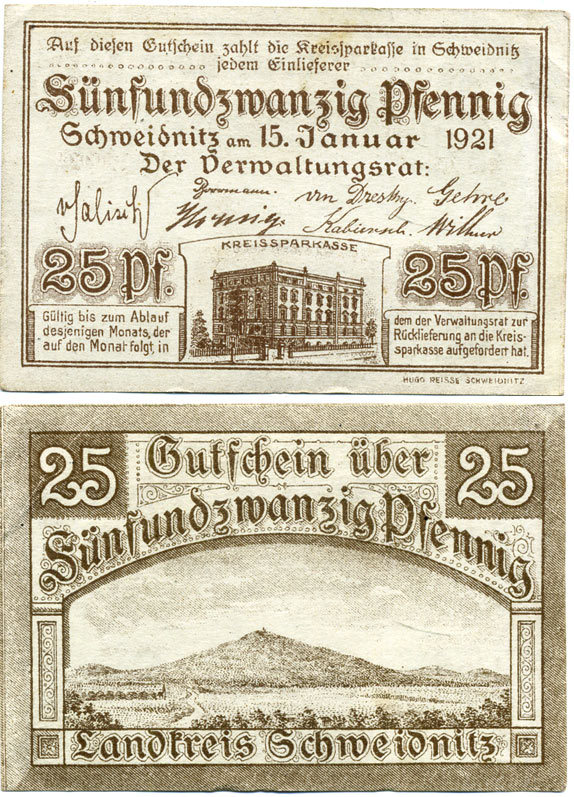 Auf diesen Gutschein zahlt die Kreissparkasse in Schweidnitz
jedem Einlieferer
Fünfundzwanzig Pfennig
Schweidnitz am 15. Januar 1921
Der Verwaltungsrat:
Gehre
KREISSPARKASSE
25 Pf.
25 Pf.
Gültig bis zum Ablauf
desjenigen Monats, der
auf den Monat folgt, in
dem der Verwaltungsrat zur
Rücklieferung an die Kreis-
sparkasse aufgefordert hat.
HUGO REISSE SCHWEIDNITZ
25
Gutschein über
25
Fünfundzwanzig Pfennig
Landkreis Schweidnitz